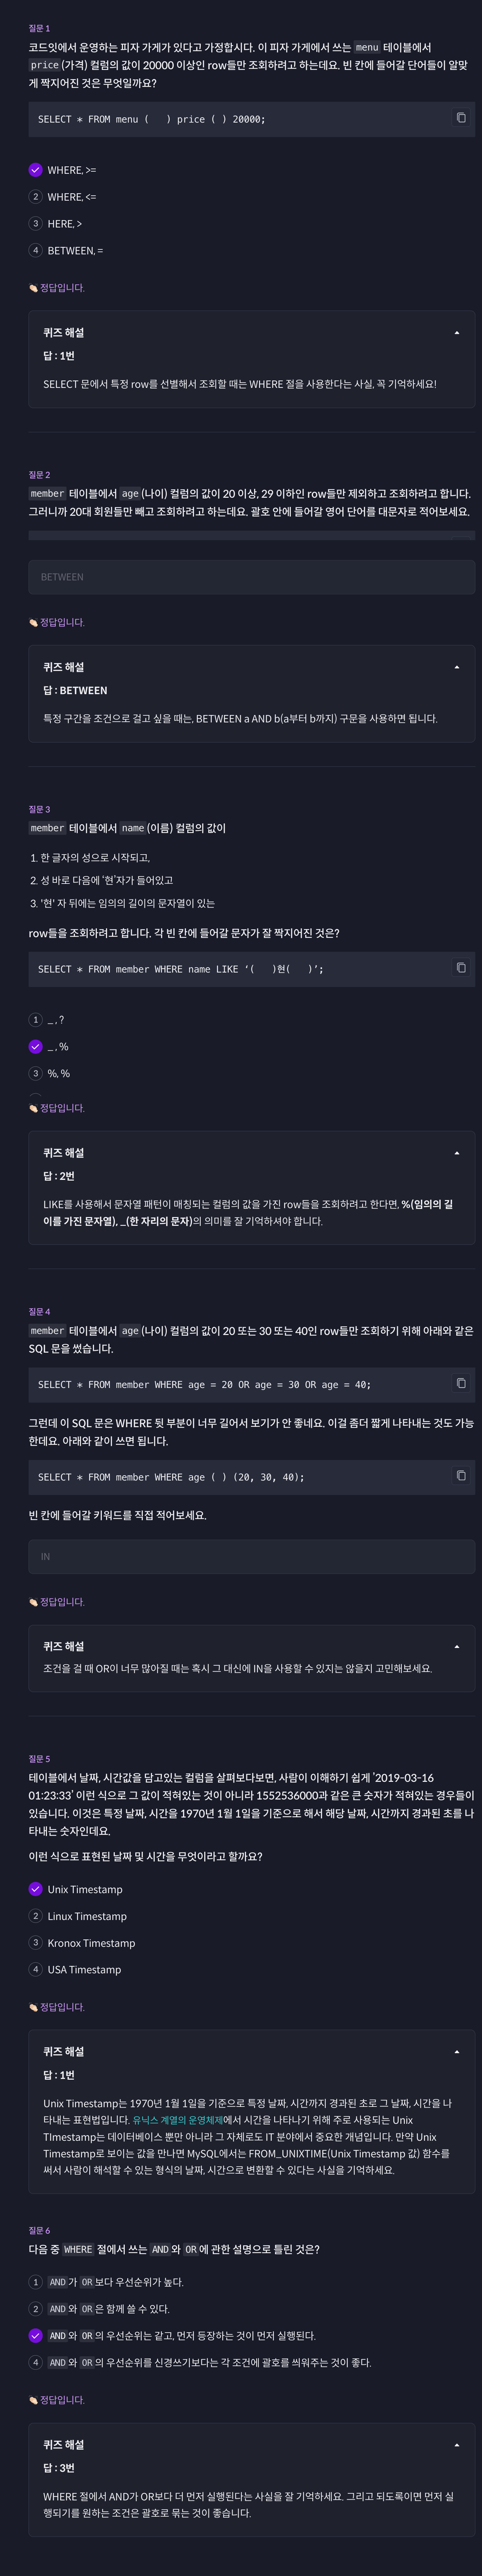 질문 1
코드잇에서 운영하는 피자 가게가 있다고 가정합시다. 이 피자 가게에서 쓰는 menu 테이블에서
price(가격) 컬럼의 값이 20000 이상인 row들만 조회하려고 하는데요. 빈 칸에 들어갈 단어들이 알맞
게 짝지어진 것은 무엇일까요?
SELECT * FROM menu (   ) price ( ) 20000;
WHERE, >=
2 WHERE, <=
3 HERE, >
4 BETWEEN, =
👏🏻 정답입니다.
퀴즈 해설
답 : 1번
SELECT 문에서 특정 row를 선별해서 조회할 때는 WHERE 절을 사용한다는 사실, 꼭 기억하세요!
질문 2
member 테이블에서 age(나이) 컬럼의 값이 20 이상, 29 이하인 row들만 제외하고 조회하려고 합니다.
그러니까 20대 회원들만 빼고 조회하려고 하는데요. 괄호 안에 들어갈 영어 단어를 대문자로 적어보세요.
BETWEEN
👏🏻 정답입니다.
퀴즈 해설
답 : BETWEEN
특정 구간을 조건으로 걸고 싶을 때는, BETWEEN a AND b(a부터 b까지) 구문을 사용하면 됩니다.
질문 3
member 테이블에서 name(이름) 컬럼의 값이
1. 한 글자의 성으로 시작되고,
2. 성 바로 다음에 '현'자가 들어있고
3. '현' 자 뒤에는 임의의 길이의 문자열이 있는
row들을 조회하려고 합니다. 각 빈 칸에 들어갈 문자가 잘 짝지어진 것은?
SELECT * FROM member WHERE name LIKE ‘(   )현(   )’;
1 _ , ?
_ , %
3 %, %
👏🏻 정답입니다.
퀴즈 해설
답 : 2번
LIKE를 사용해서 문자열 패턴이 매칭되는 컬럼의 값을 가진 row들을 조회하려고 한다면, %(임의의 길
이를 가진 문자열), _(한 자리의 문자)의 의미를 잘 기억하셔야 합니다.
질문 4
member 테이블에서 age(나이) 컬럼의 값이 20 또는 30 또는 40인 row들만 조회하기 위해 아래와 같은
SQL 문을 썼습니다.
SELECT * FROM member WHERE age = 20 OR age = 30 OR age = 40;
그런데 이 SQL 문은 WHERE 뒷 부분이 너무 길어서 보기가 안 좋네요. 이걸 좀더 짧게 나타내는 것도 가능
한데요. 아래와 같이 쓰면 됩니다.
SELECT * FROM member WHERE age ( ) (20, 30, 40);
빈 칸에 들어갈 키워드를 직접 적어보세요.
IN
👏🏻 정답입니다.
퀴즈 해설
조건을 걸 때 OR이 너무 많아질 때는 혹시 그 대신에 IN을 사용할 수 있지는 않을지 고민해보세요.
질문 5
테이블에서 날짜, 시간값을 담고있는 컬럼을 살펴보다보면, 사람이 이해하기 쉽게 '2019-03-16
01:23:33' 이런 식으로 그 값이 적혀있는 것이 아니라 1552536000과 같은 큰 숫자가 적혀있는 경우들이
있습니다. 이것은 특정 날짜, 시간을 1970년 1월 1일을 기준으로 해서 해당 날짜, 시간까지 경과된 초를 나
타내는 숫자인데요.
이런 식으로 표현된 날짜 및 시간을 무엇이라고 할까요?
Unix Timestamp
2 Linux Timestamp
3 Kronox Timestamp
4 USA Timestamp
👏🏻 정답입니다.
퀴즈 해설
답 : 1번
Unix Timestamp는 1970년 1월 1일을 기준으로 특정 날짜, 시간까지 경과된 초로 그 날짜, 시간을 나
타내는 표현법입니다. 유닉스 계열의 운영체제에서 시간을 나타나기 위해 주로 사용되는 Unix
TImestamp는 데이터베이스 뿐만 아니라 그 자체로도 IT 분야에서 중요한 개념입니다. 만약 Unix
Timestamp로 보이는 값을 만나면 MySQL에서는 FROM_UNIXTIME(Unix Timestamp 값) 함수를
써서 사람이 해석할 수 있는 형식의 날짜, 시간으로 변환할 수 있다는 사실을 기억하세요.
질문 6
다음 중 WHERE 절에서 쓰는 AND와 OR에 관한 설명으로 틀린 것은?
1 AND가 OR보다 우선순위가 높다.
2 AND와 OR은 함께 쓸 수 있다.
AND와 OR의 우선순위는 같고, 먼저 등장하는 것이 먼저 실행된다.
4 AND와 OR의 우선순위를 신경쓰기보다는 각 조건에 괄호를 씌워주는 것이 좋다.
👏🏻 정답입니다.
퀴즈 해설
답 : 3번
WHERE 절에서 AND가 OR보다 더 먼저 실행된다는 사실을 잘 기억하세요. 그리고 되도록이면 먼저 실
행되기를 원하는 조건은 괄호로 묶는 것이 좋습니다.